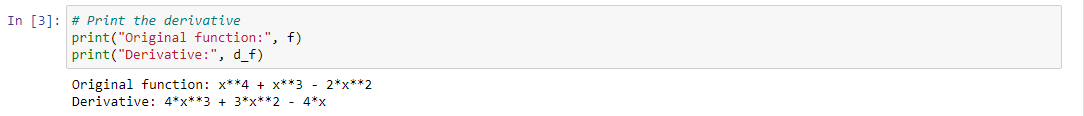 In [3]: # Print the derivative
print("Original function:", f)
print("Derivative:", d_f)
Original function: x**4 + x**3 - 2*x**2
Derivative: 4*x**3 + 3*x**2 - 4*x